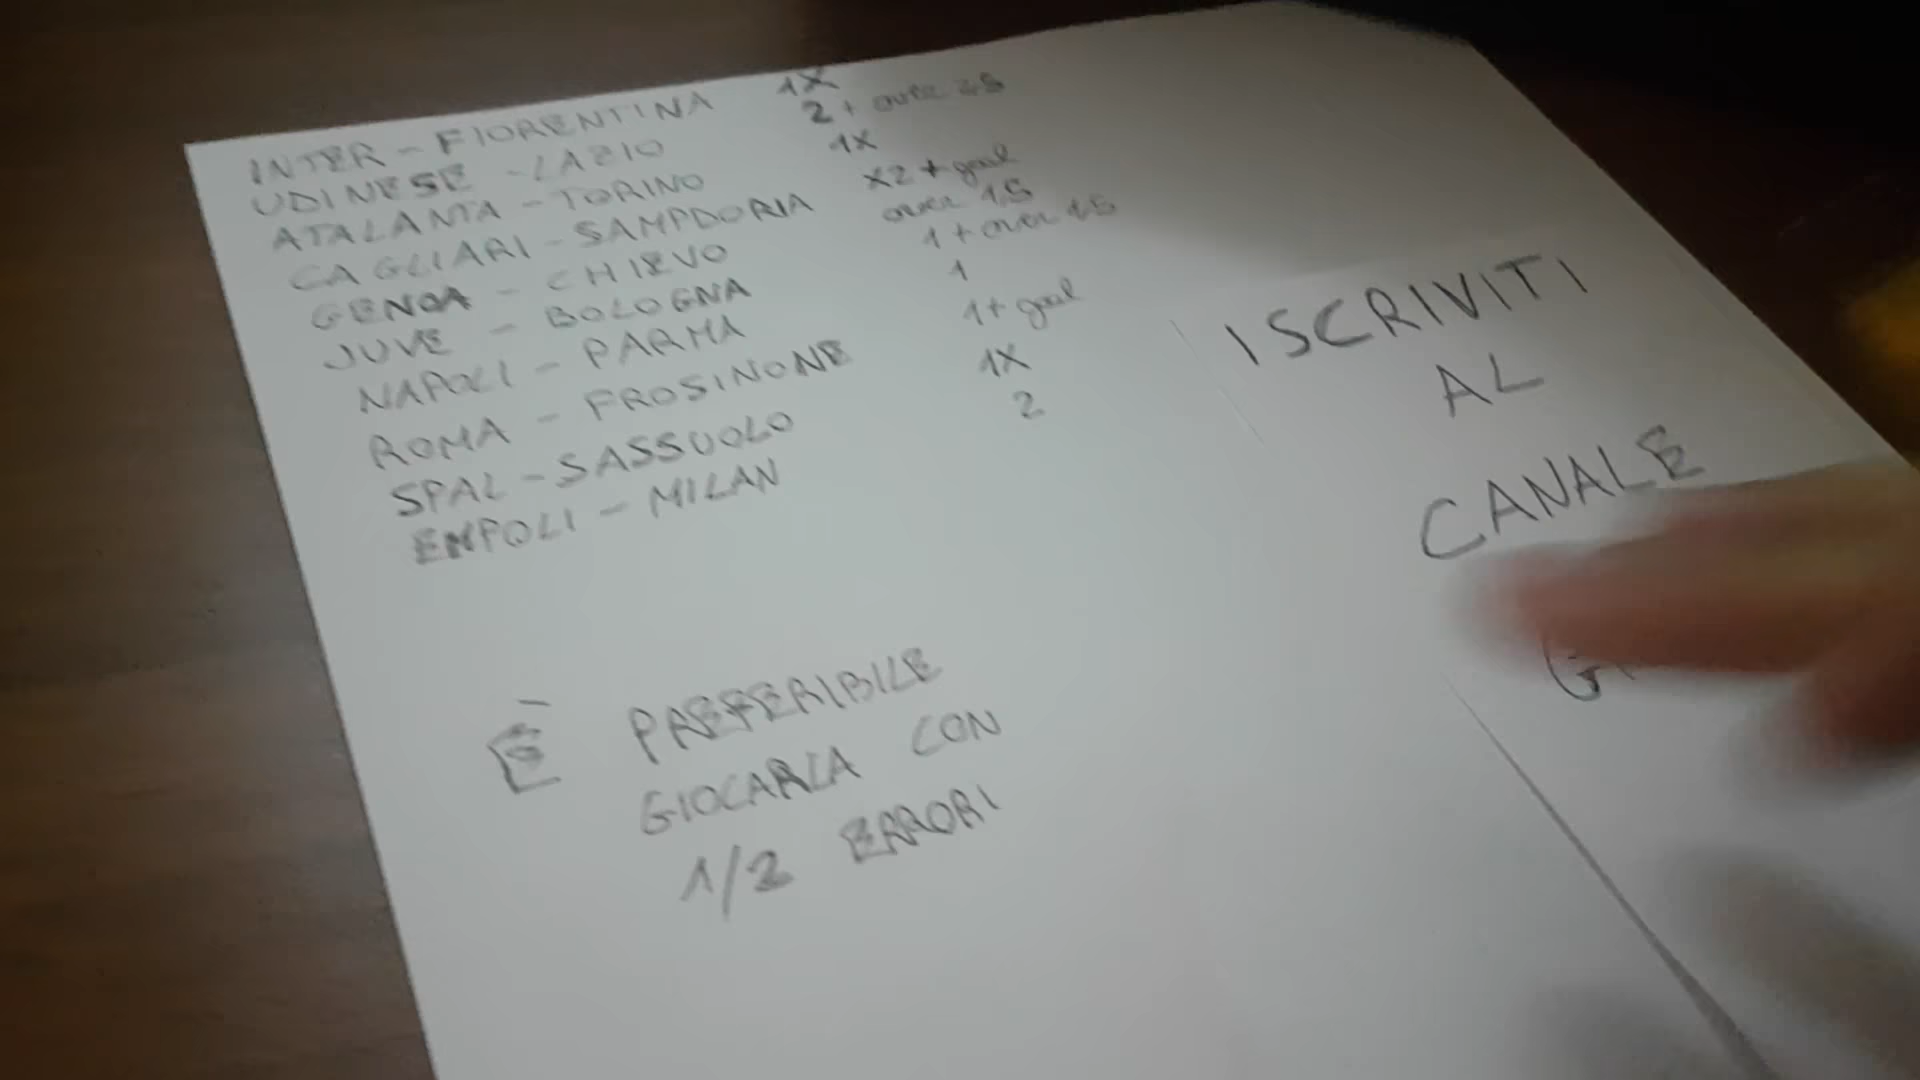 INTER - FIORENTINA 1X
UDINESE - LAZIO 2 + over 1,5
ATALANTA - TORINO 1X
CAGLIARI - SAMPDORIA X2 + goal
GENOA - CHIEVO over 1,5
JUVE - BOLOGNA 1 + over 1,5
NAPOLI - PARMA 1
ROMA - FROSINONE 1 + goal
SPAL - SASSUOLO 1X
EMPOLI - MILAN 2
È PREFERIBILE
GIOCARLA CON
1/2 ERRORI
ISCRIVITI
AL
CANALE